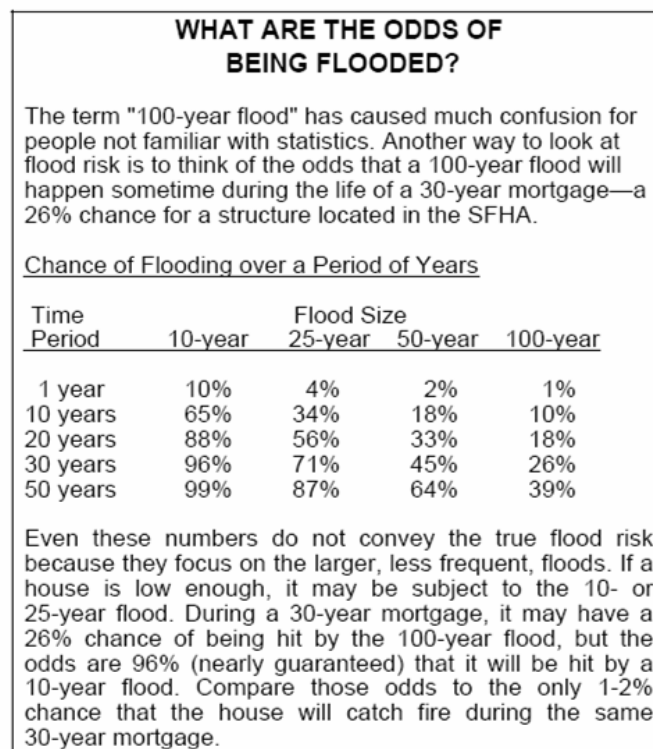 WHAT ARE THE ODDS OF
BEING FLOODED?
The term "100-year flood" has caused much confusion for
people not familiar with statistics. Another way to look at
flood risk is to think of the odds that a 100-year flood will
happen sometime during the life of a 30-year mortgage—a
26% chance for a structure located in the SFHA.
Chance of Flooding over a Period of Years
Time Flood Size
Period 10-year 25-year 50-year 100-year
1 year 10% 4% 2% 1%
10 years 65% 34% 18% 10%
20 years 88% 56% 33% 18%
30 years 96% 71% 45% 26%
50 years 99% 87% 64% 39%
Even these numbers do not convey the true flood risk
because they focus on the larger, less frequent, floods. If a
house is low enough, it may be subject to the 10- or
25-year flood. During a 30-year mortgage, it may have a
26% chance of being hit by the 100-year flood, but the
odds are 96% (nearly guaranteed) that it will be hit by a
10-year flood. Compare those odds to the only 1-2%
chance that the house will catch fire during the same
30-year mortgage.